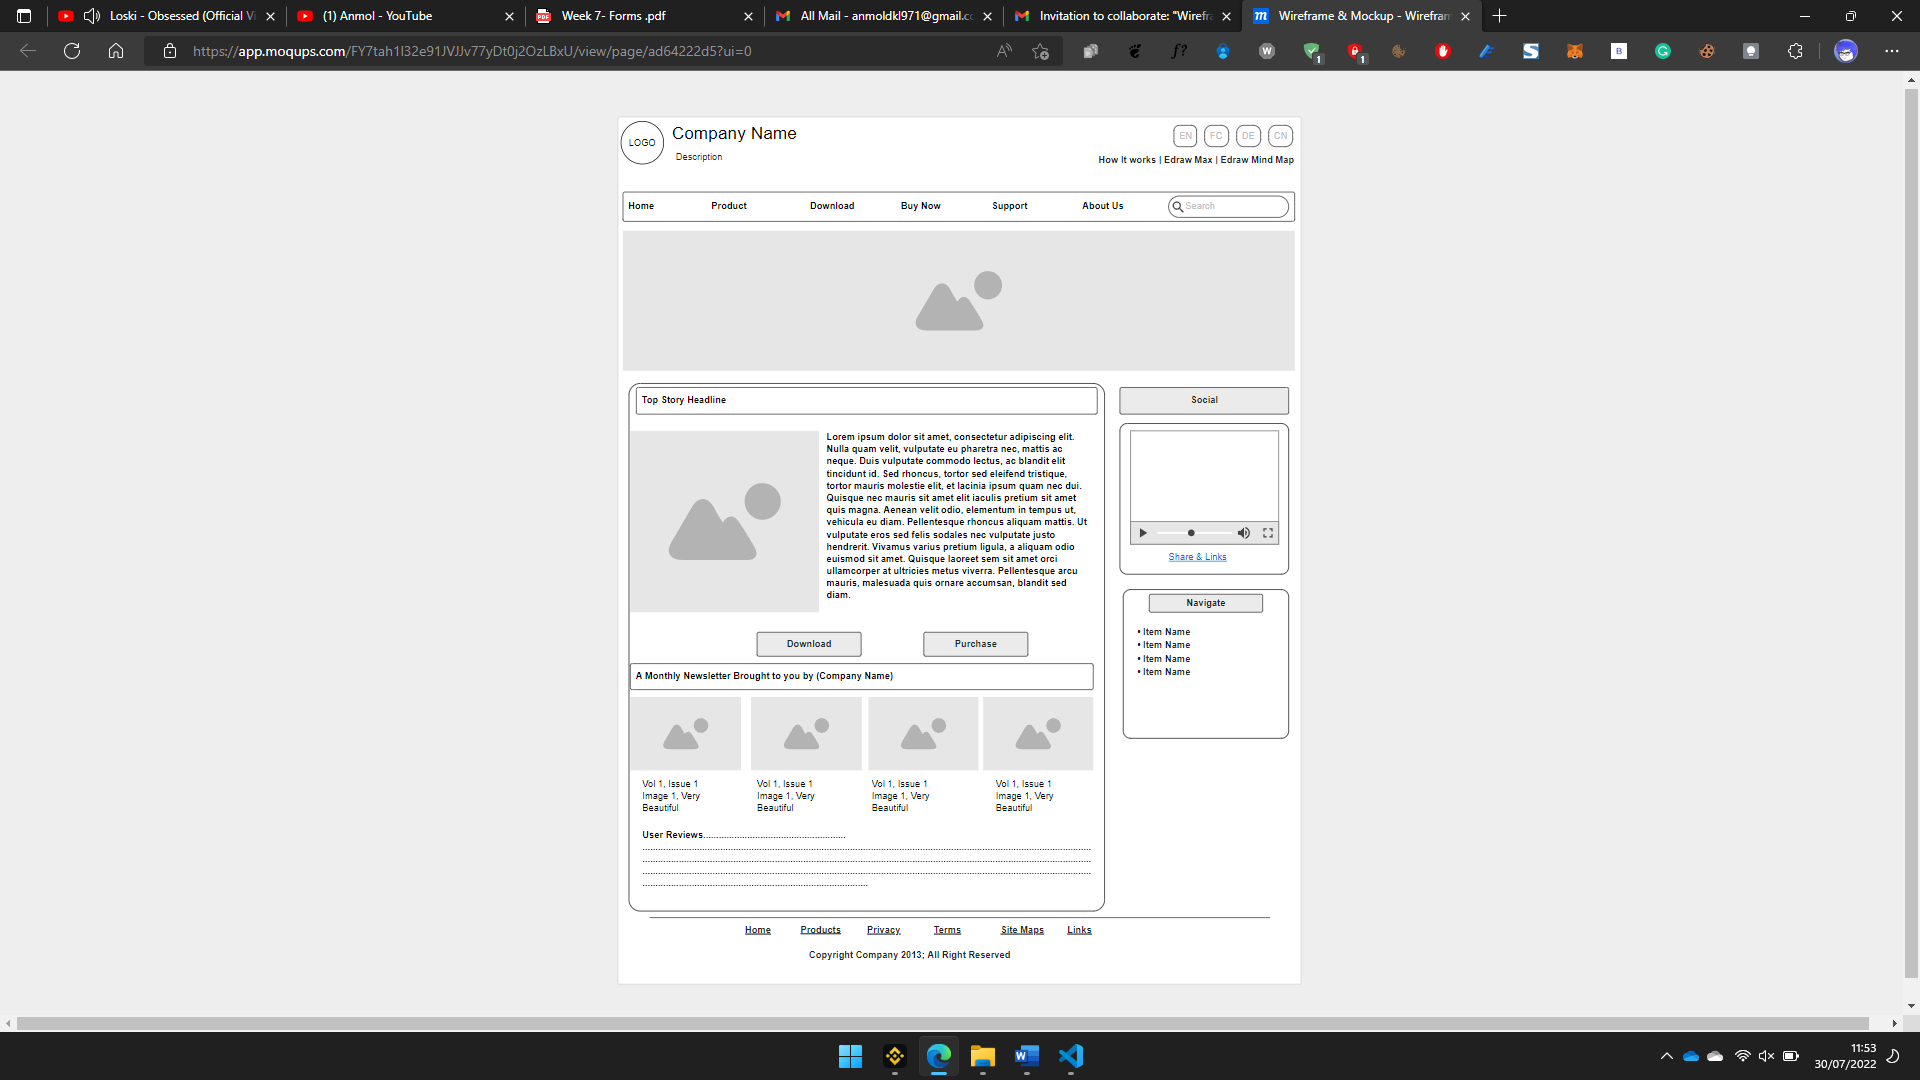 Loski - Obsessed (Official Vi
(1) Anmol - YouTube
Week 7- Forms .pdf
All Mail - anmoldkl971@gmail.co
Invitation to collaborate: "Wirefra
Wireframe & Mockup - Wirefram
https://app.moqups.com/FY7tah1l32e91JVJJv77yDt0j2OzLBxU/view/page/ad64222d5?ui=0
LOGO
Company Name
Description
EN FC DE CN
How It works | Edraw Max | Edraw Mind Map
Home Product Download Buy Now Support About Us Search
Top Story Headline
Lorem ipsum dolor sit amet, consectetur adipiscing elit.
Nulla quam velit, vulputate eu pharetra nec, mattis ac
neque. Duis vulputate commodo lectus, ac blandit elit
tincidunt id. Sed rhoncus, tortor sed eleifend tristique,
tortor mauris molestie elit, et lacinia ipsum quam nec dui.
Quisque nec mauris sit amet elit iaculis pretium sit amet
quis magna. Aenean velit odio, elementum in tempus ut,
vehicula eu diam. Pellentesque rhoncus aliquam mattis. Ut
vulputate eros sed felis sodales nec vulputate justo
hendrerit. Vivamus varius pretium ligula, a aliquam odio
euismod sit amet. Quisque laoreet sem sit amet orci
ullamcorper at ultricies metus viverra. Pellentesque arcu
mauris, malesuada quis ornare accumsan, blandit sed
diam.
Download Purchase
A Monthly Newsletter Brought to you by (Company Name)
Vol 1, Issue 1
Image 1, Very
Beautiful
Vol 1, Issue 1
Image 1, Very
Beautiful
Vol 1, Issue 1
Image 1, Very
Beautiful
Vol 1, Issue 1
Image 1, Very
Beautiful
User Reviews
Social
Share & Links
Navigate
• Item Name
• Item Name
• Item Name
• Item Name
Home Products Privacy Terms Site Maps Links
Copyright Company 2013; All Right Reserved
11:53
30/07/2022